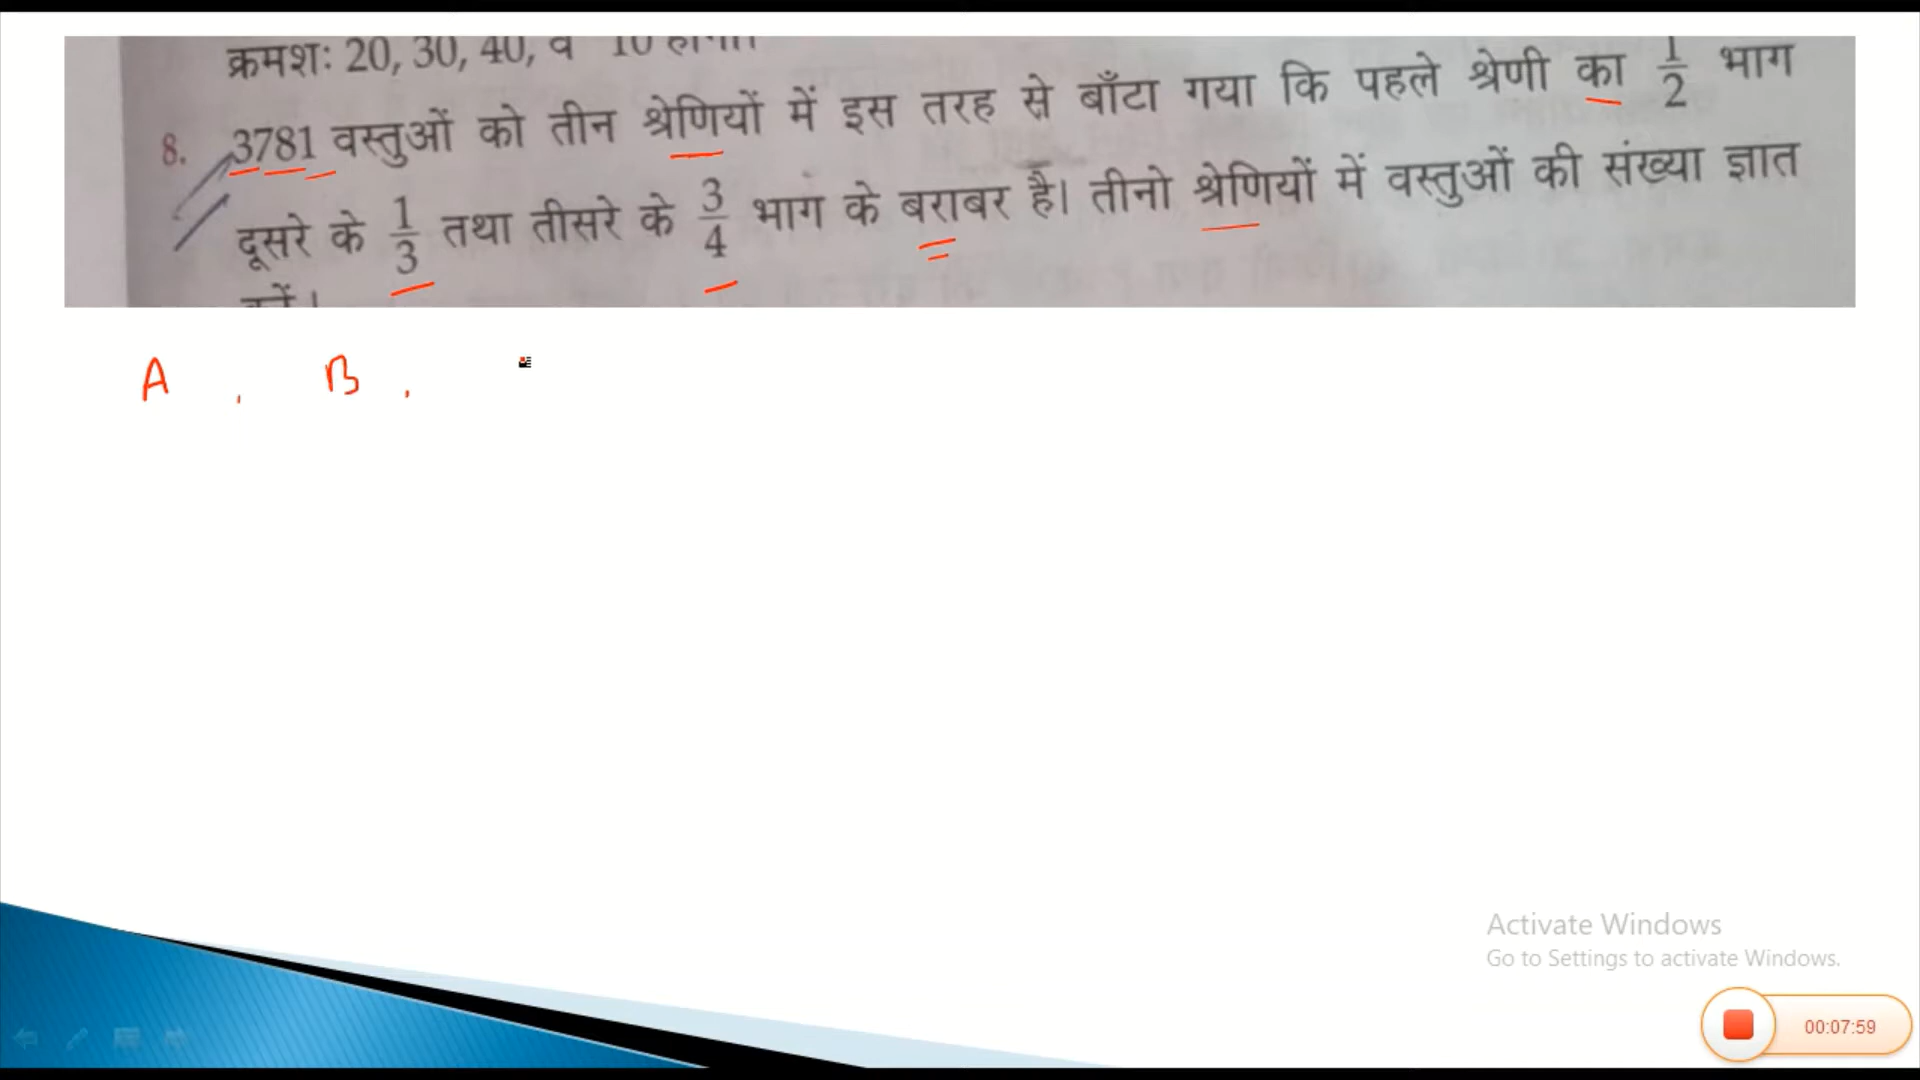 क्रमशः 20, 30, 40, व 10 होगी।
8. 3781 वस्तुओं को तीन श्रेणियों में इस तरह से बाँटा गया कि पहले श्रेणी का 1/2 भाग
दूसरे के 1/3 तथा तीसरे के 3/4 भाग के बराबर है। तीनो श्रेणियों में वस्तुओं की संख्या ज्ञात
A , B ,
Activate Windows
Go to Settings to activate Windows.
00:07:59